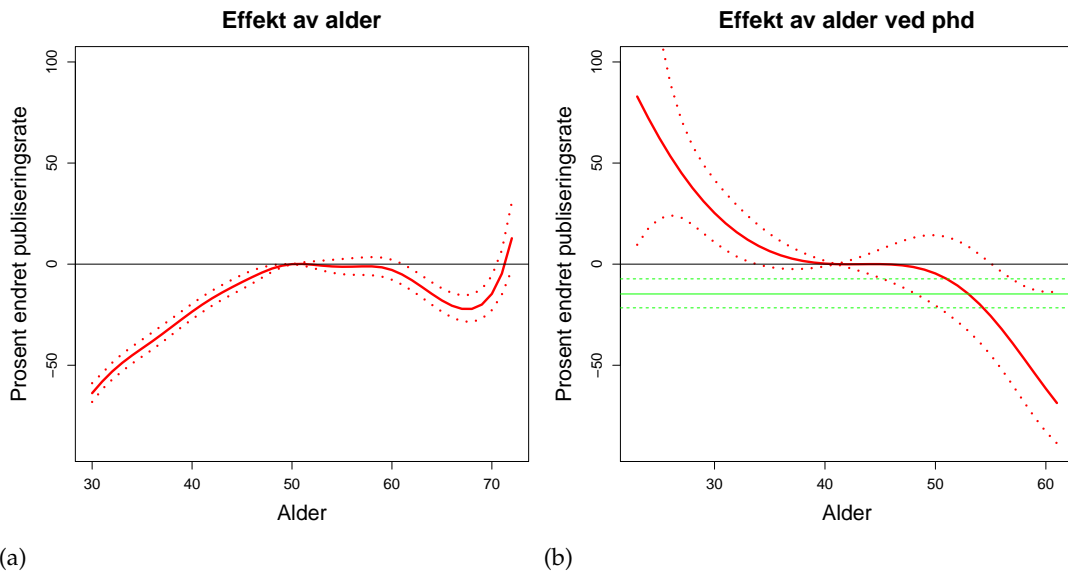 Effekt av alder
Prosent endret publiseringsrate
100
50
0
−50
30
40
50
60
70
Alder
(a)
Effekt av alder ved phd
Prosent endret publiseringsrate
100
50
0
−50
30
40
50
60
Alder
(b)